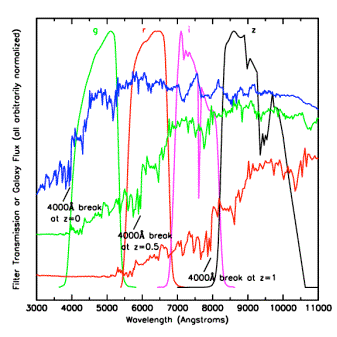 g r i z
Filter Transmission or Galaxy Flux (all arbitrarily normalized)
4000Å break
at z=0
4000Å break
at z=0.5
4000Å break at z=1
3000 4000 5000 6000 7000 8000 9000 10000 11000
Wavelength (Angstroms)